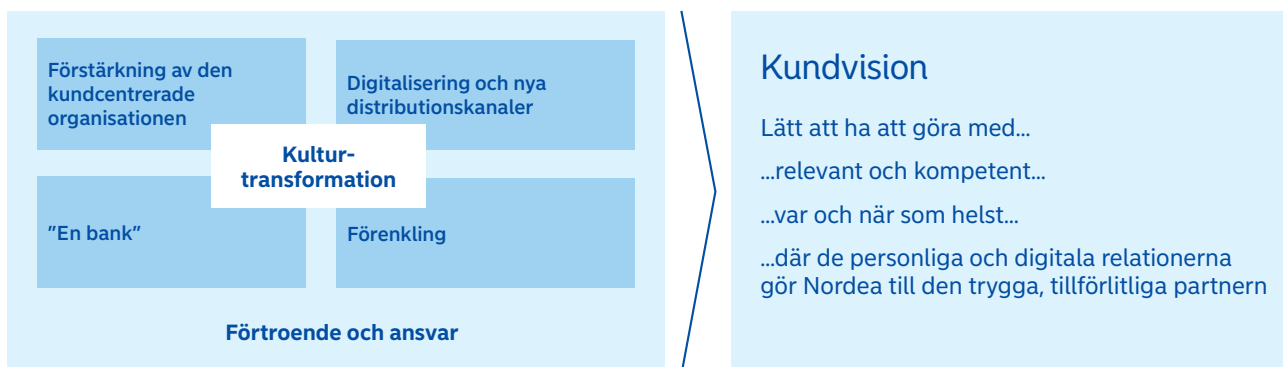 Förstärkning av den
kundcentrerade
organisationen
Digitalisering och nya
distributionskanaler
Kultur-
transformation
”En bank”
Förenkling
Förtroende och ansvar
Kundvision
Lätt att ha att göra med...
...relevant och kompetent...
...var och när som helst...
...där de personliga och digitala relationerna
gör Nordea till den trygga, tillförlitliga partnern